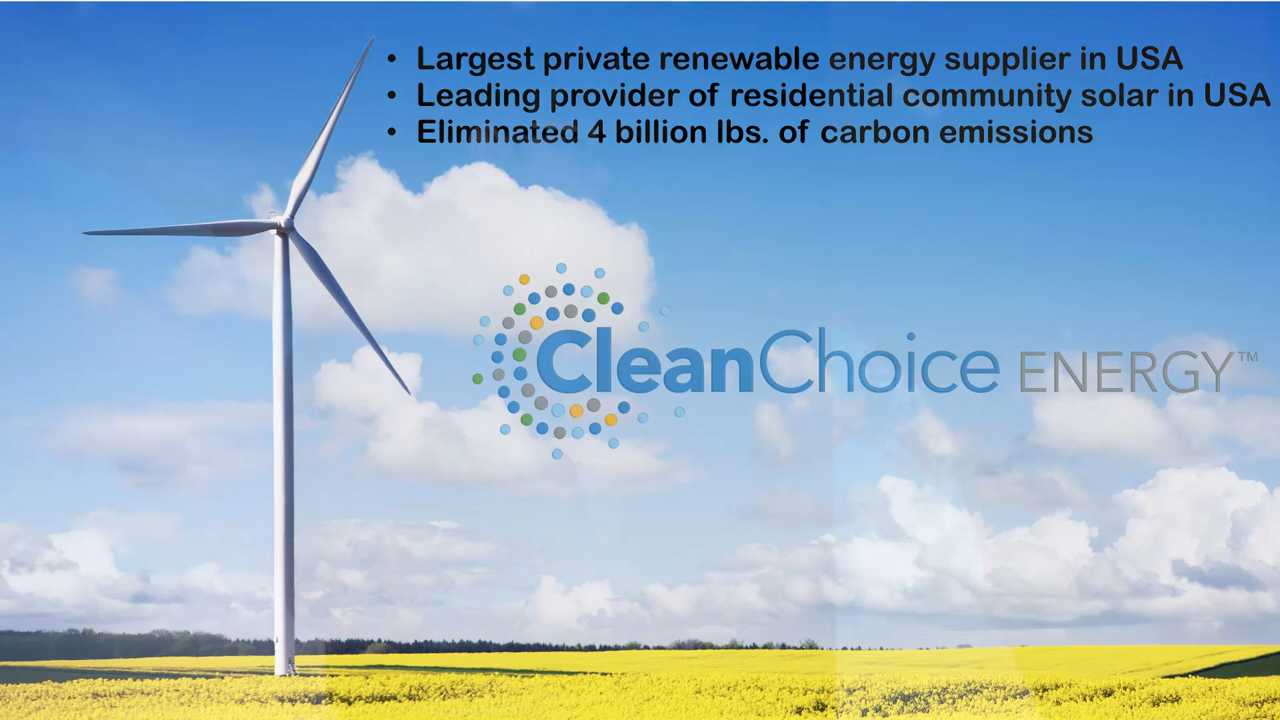 • Largest private renewable energy supplier in USA
• Leading provider of residential community solar in USA
• Eliminated 4 billion lbs. of carbon emissions
CleanChoice ENERGY™